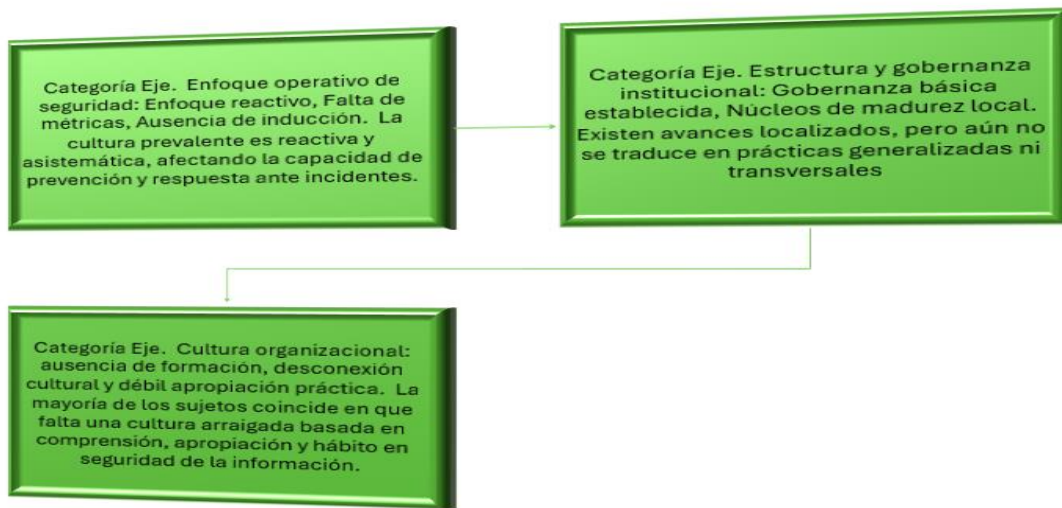 Categoría Eje.  Enfoque operativo de
seguridad: Enfoque reactivo, Falta de
métricas, Ausencia de inducción.  La
cultura prevalente es reactiva y
asistemática, afectando la capacidad de
prevención y respuesta ante incidentes.
Categoría Eje. Estructura y gobernanza
institucional: Gobernanza básica
establecida, Núcleos de madurez local.
Existen avances localizados, pero aún no
se traduce en prácticas generalizadas ni
transversales
Categoría Eje.  Cultura organizacional:
ausencia de formación, desconexión
cultural y débil apropiación práctica.  La
mayoría de los sujetos coincide en que
falta una cultura arraigada basada en
comprensión, apropiación y hábito en
seguridad de la información.